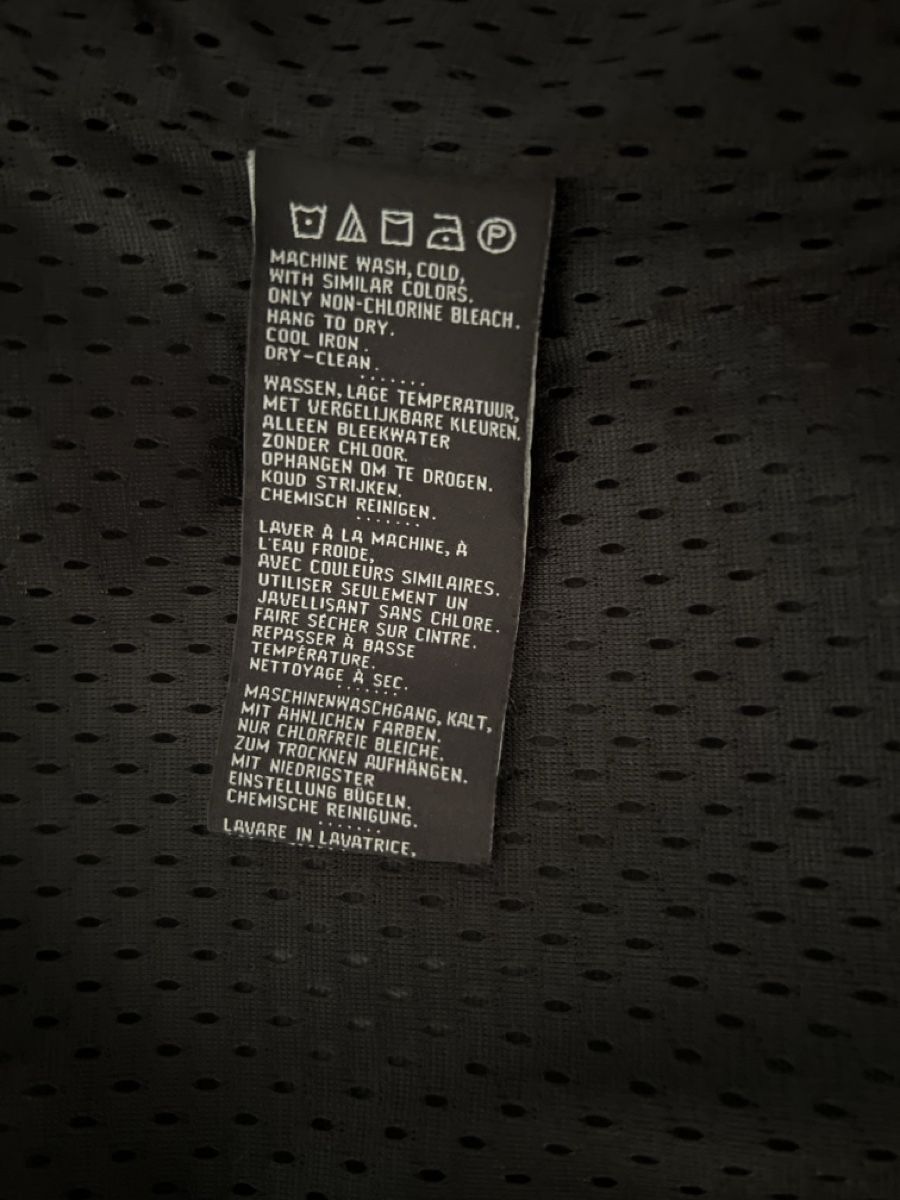 P
MACHINE WASH, COLD,
WITH SIMILAR COLORS.
ONLY NON-CHLORINE BLEACH.
HANG TO DRY.
COOL IRON.
DRY-CLEAN.
.......
WASSEN, LAGE TEMPERATUUR,
MET VERGELIJKBARE KLEUREN.
ALLEEN BLEEKWATER
ZONDER CHLOOR.
OPHANGEN OM TE DROGEN.
KOUD STRIJKEN.
CHEMISCH REINIGEN.
.......
LAVER À LA MACHINE, À
L'EAU FROIDE,
AVEC COULEURS SIMILAIRES.
UTILISER SEULEMENT UN
JAVELLISANT SANS CHLORE.
FAIRE SÉCHER SUR CINTRE.
REPASSER À BASSE
TEMPÉRATURE.
NETTOYAGE À SEC.
.......
MASCHINENWASCHGANG, KALT,
MIT ÄHNLICHEN FARBEN.
NUR CHLORFREIE BLEICHE.
ZUM TROCKNEN AUFHÄNGEN.
MIT NIEDRIGSTER
EINSTELLUNG BÜGELN.
CHEMISCHE REINIGUNG.
.......
LAVARE IN LAVATRICE,